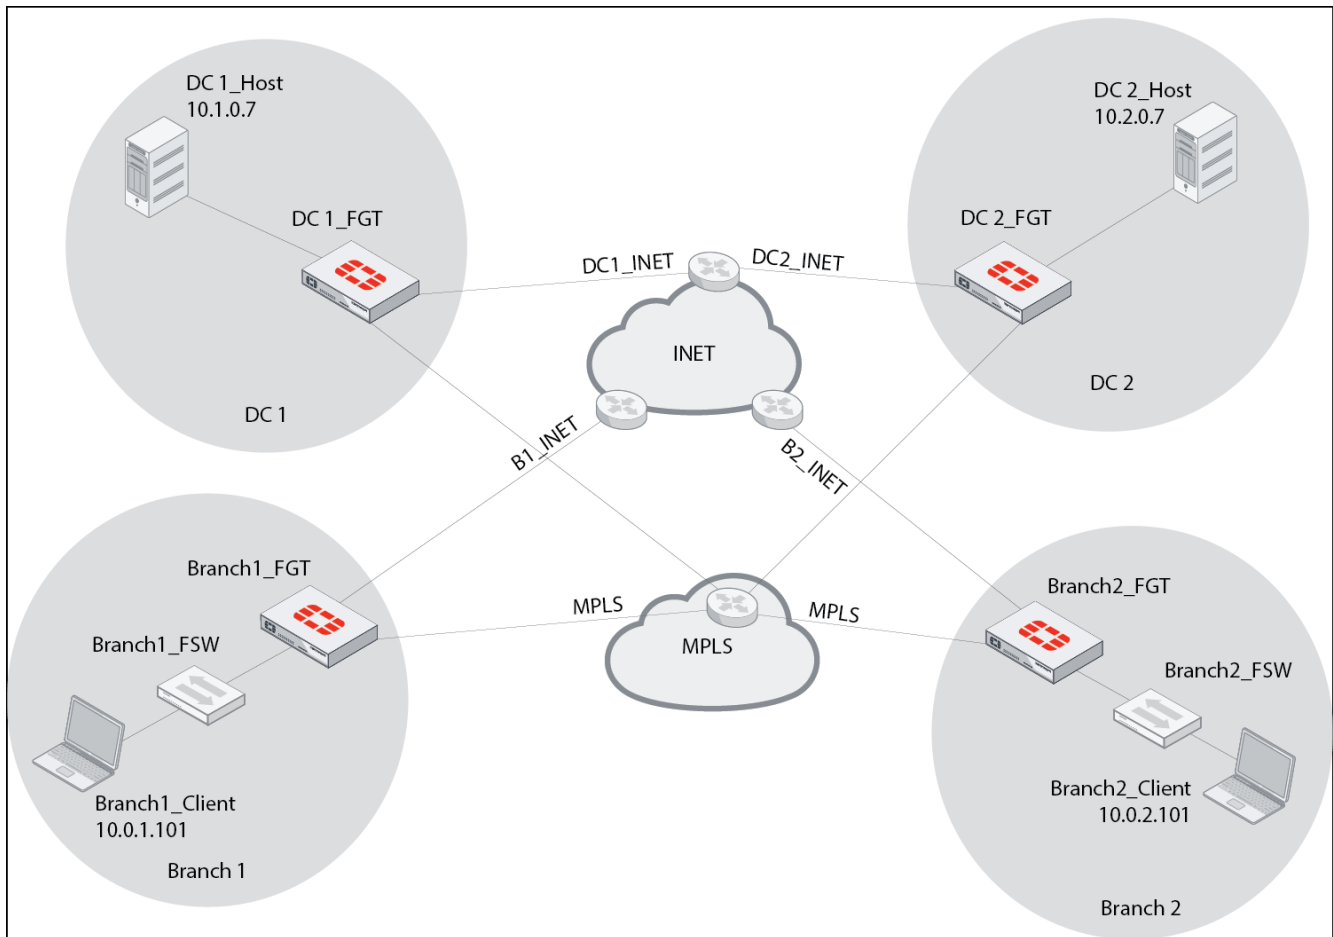 DC 1_Host
10.1.0.7
DC 2_Host
10.2.0.7
DC 1_FGT
DC 2_FGT
DC1_INET
DC2_INET
INET
DC 1
DC 2
B1_INET
B2_INET
Branch1_FGT
MPLS
MPLS
MPLS
Branch2_FGT
Branch1_FSW
Branch2_FSW
Branch1_Client
10.0.1.101
Branch2_Client
10.0.2.101
Branch 1
Branch 2